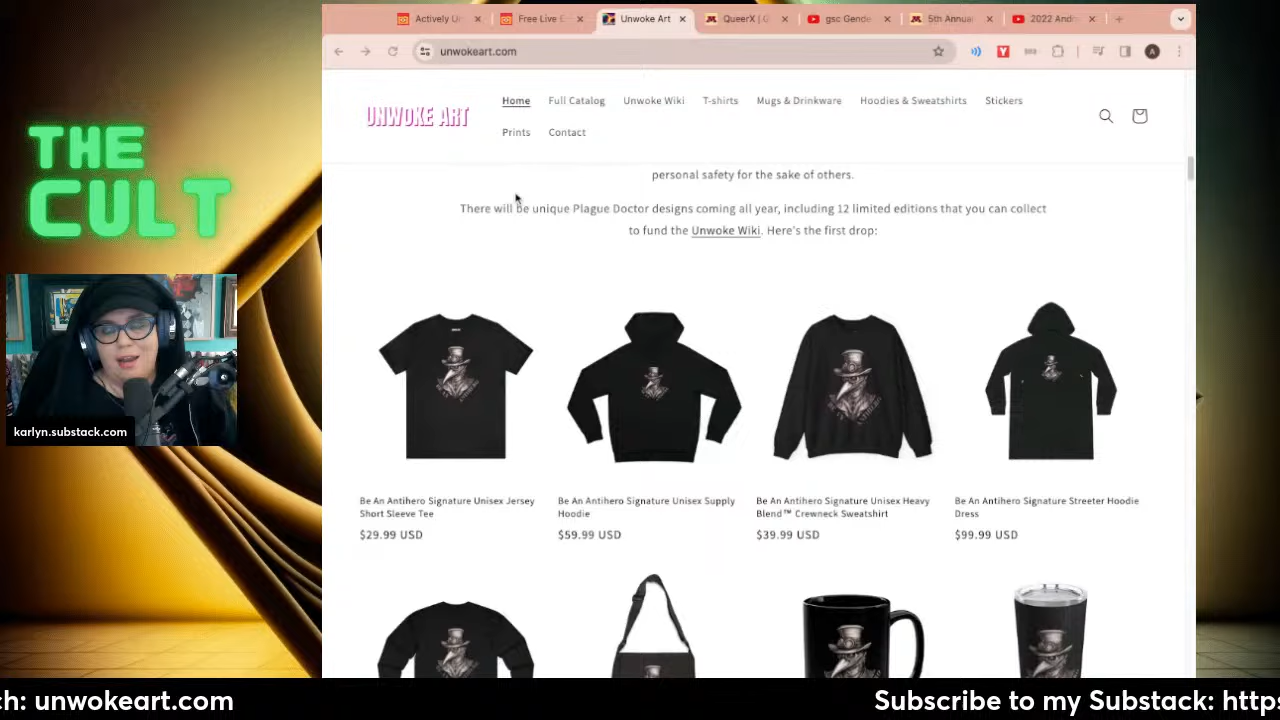 Actively U
Free Live E
Unwoke Art
QueerX | G
gsc Gende
5th Annua
2022 Andr
unwokeart.com
UNWOKE ART
Home
Full Catalog
Unwoke Wiki
T-shirts
Mugs & Drinkware
Hoodies & Sweatshirts
Stickers
Prints
Contact
THE
CULT
personal safety for the sake of others.
There will be unique Plague Doctor designs coming all year, including 12 limited editions that you can collect
to fund the Unwoke Wiki. Here's the first drop:
karlyn.substack.com
Be An Antihero Signature Unisex Jersey
Short Sleeve Tee
$29.99 USD
Be An Antihero Signature Unisex Supply
Hoodie
$59.99 USD
Be An Antihero Signature Unisex Heavy
Blend™ Crewneck Sweatshirt
$39.99 USD
Be An Antihero Signature Streeter Hoodie
Dress
$99.99 USD
ch: unwokeart.com
Subscribe to my Substack: https